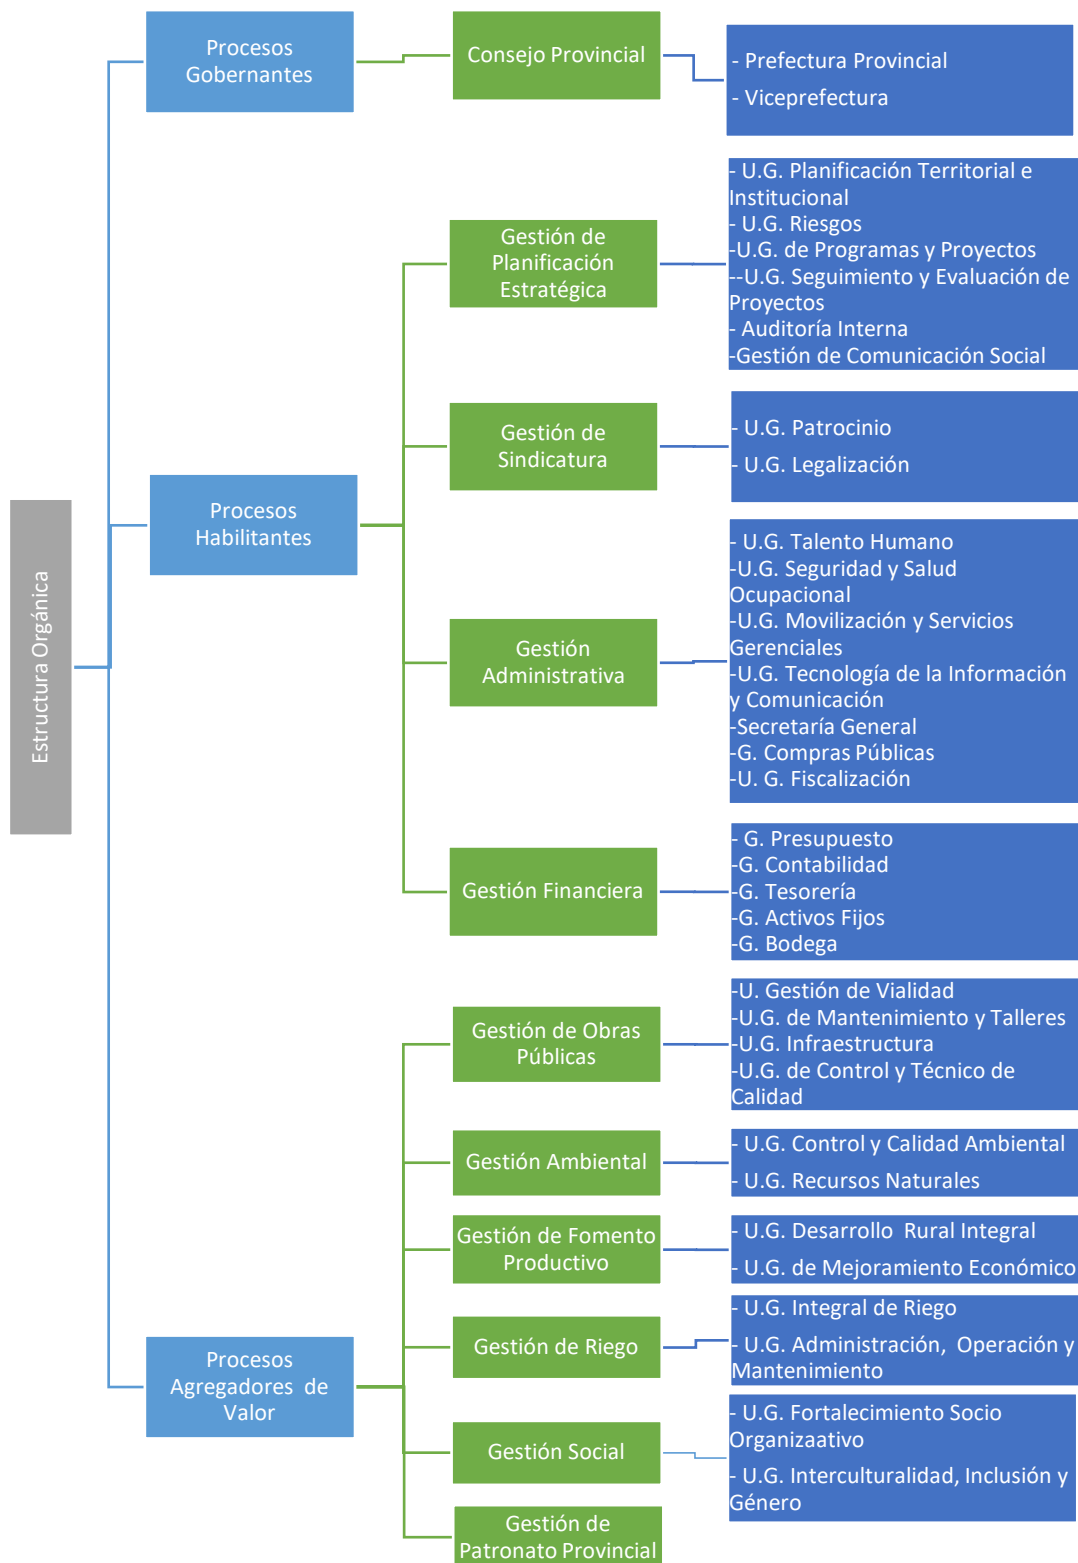 Estructura Orgánica
Procesos
Gobernantes
Consejo Provincial
- Prefectura Provincial
- Viceprefectura
Procesos
Habilitantes
Gestión de
Planificación
Estratégica
- U.G. Planificación Territorial e
Institucional
- U.G. Riesgos
-U.G. de Programas y Proyectos
--U.G. Seguimiento y Evaluación de
Proyectos
- Auditoría Interna
-Gestión de Comunicación Social
Gestión de
Sindicatura
- U.G. Patrocinio
- U.G. Legalización
Gestión
Administrativa
- U.G. Talento Humano
-U.G. Seguridad y Salud
Ocupacional
-U.G. Movilización y Servicios
Gerenciales
-U.G. Tecnología de la Información
y Comunicación
-Secretaría General
-G. Compras Públicas
-U. G. Fiscalización
Gestión Financiera
- G. Presupuesto
-G. Contabilidad
-G. Tesorería
-G. Activos Fijos
-G. Bodega
Procesos
Agregadores de
Valor
Gestión de Obras
Públicas
-U. Gestión de Vialidad
-U.G. de Mantenimiento y Talleres
-U.G. Infraestructura
-U.G. de Control y Técnico de
Calidad
Gestión Ambiental
- U.G. Control y Calidad Ambiental
- U.G. Recursos Naturales
Gestión de Fomento
Productivo
- U.G. Desarrollo Rural Integral
- U.G. de Mejoramiento Económico
Gestión de Riego
- U.G. Integral de Riego
- U.G. Administración, Operación y
Mantenimiento
Gestión Social
- U.G. Fortalecimiento Socio
Organizaativo
- U.G. Interculturalidad, Inclusión y
Género
Gestión de
Patronato Provincial